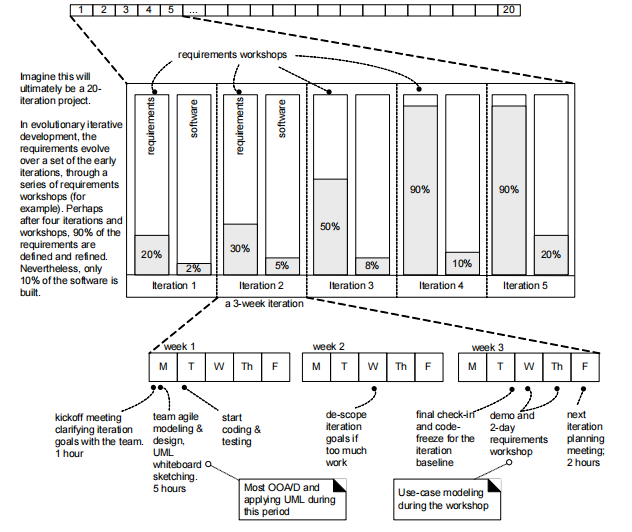 1 2 3 4 5 ... 20
requirements workshops
Imagine this will
ultimately be a 20-
iteration project.
In evolutionary iterative
development, the
requirements evolve
over a set of the early
iterations, through a
series of requirements
workshops (for
example). Perhaps
after four iterations and
workshops, 90% of the
requirements are
defined and refined.
Nevertheless, only
10% of the software is
built.
requirements
software
requirements
software
20%
2%
30%
5%
50%
8%
90%
10%
90%
20%
Iteration 1
Iteration 2
Iteration 3
Iteration 4
Iteration 5
a 3-week iteration
week 1
M T W Th F
week 2
M T W Th F
week 3
M T W Th F
kickoff meeting
clarifying iteration
goals with the team.
1 hour
team agile
modeling &
design,
UML
whiteboard
sketching.
5 hours
start
coding &
testing
de-scope
iteration
goals if
too much
work
final check-in
and code-
freeze for the
iteration
baseline
demo and
2-day
requirements
workshop
next
iteration
planning
meeting;
2 hours
Most OOA/D and
applying UML during
this period
Use-case modeling
during the workshop